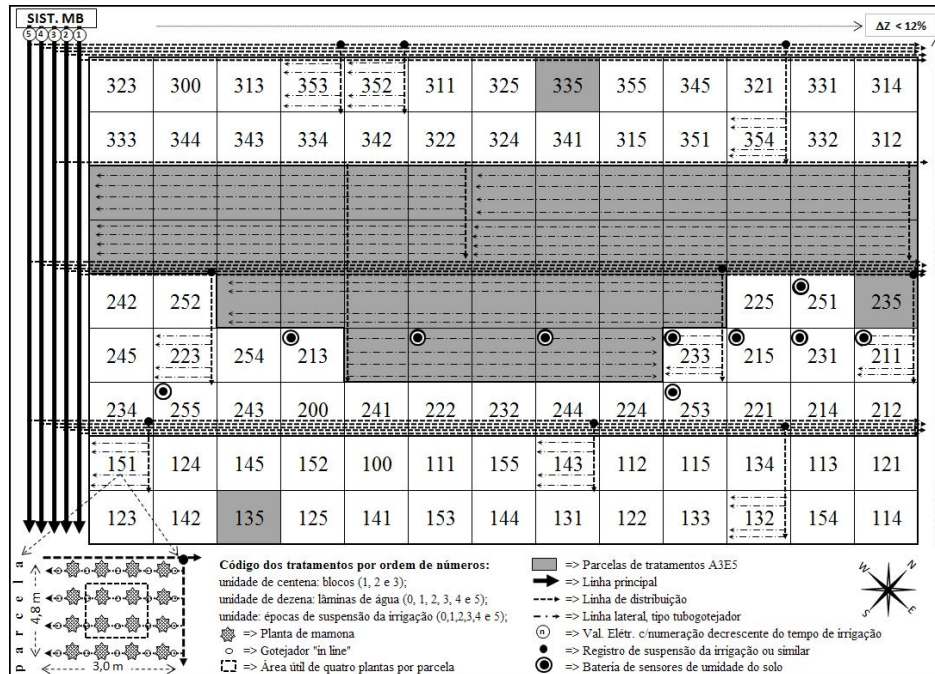 SIST. MB
5 4 3 2 1
ΔZ < 12%
323 300 313 353 352 311 325 335 355 345 321 331 314
333 344 343 334 342 322 324 341 315 351 354 332 312
242 252 225 251 235
245 223 254 213 233 215 231 211
234 255 243 200 241 222 232 244 224 253 221 214 212
151 124 145 152 100 111 155 143 112 115 134 113 121
123 142 135 125 141 153 144 131 122 133 132 154 114
parcela
4,8 m
3,0 m
Código dos tratamentos por ordem de números:
unidade de centena: blocos (1, 2 e 3);
unidade de dezena: lâminas de água (0, 1, 2, 3, 4 e 5);
unidade: épocas de suspensão da irrigação (0,1,2,3,4 e 5);
=> Planta de mamona
=> Gotejador "in line"
=> Área útil de quatro plantas por parcela
=> Parcelas de tratamentos A3E5
=> Linha principal
=> Linha de distribuição
=> Linha lateral, tipo tubogotejador
n => Val. Elétr. c/numeração decrescente do tempo de irrigação
=> Registro de suspensão da irrigação ou similar
=> Bateria de sensores de umidade do solo
W N
S E